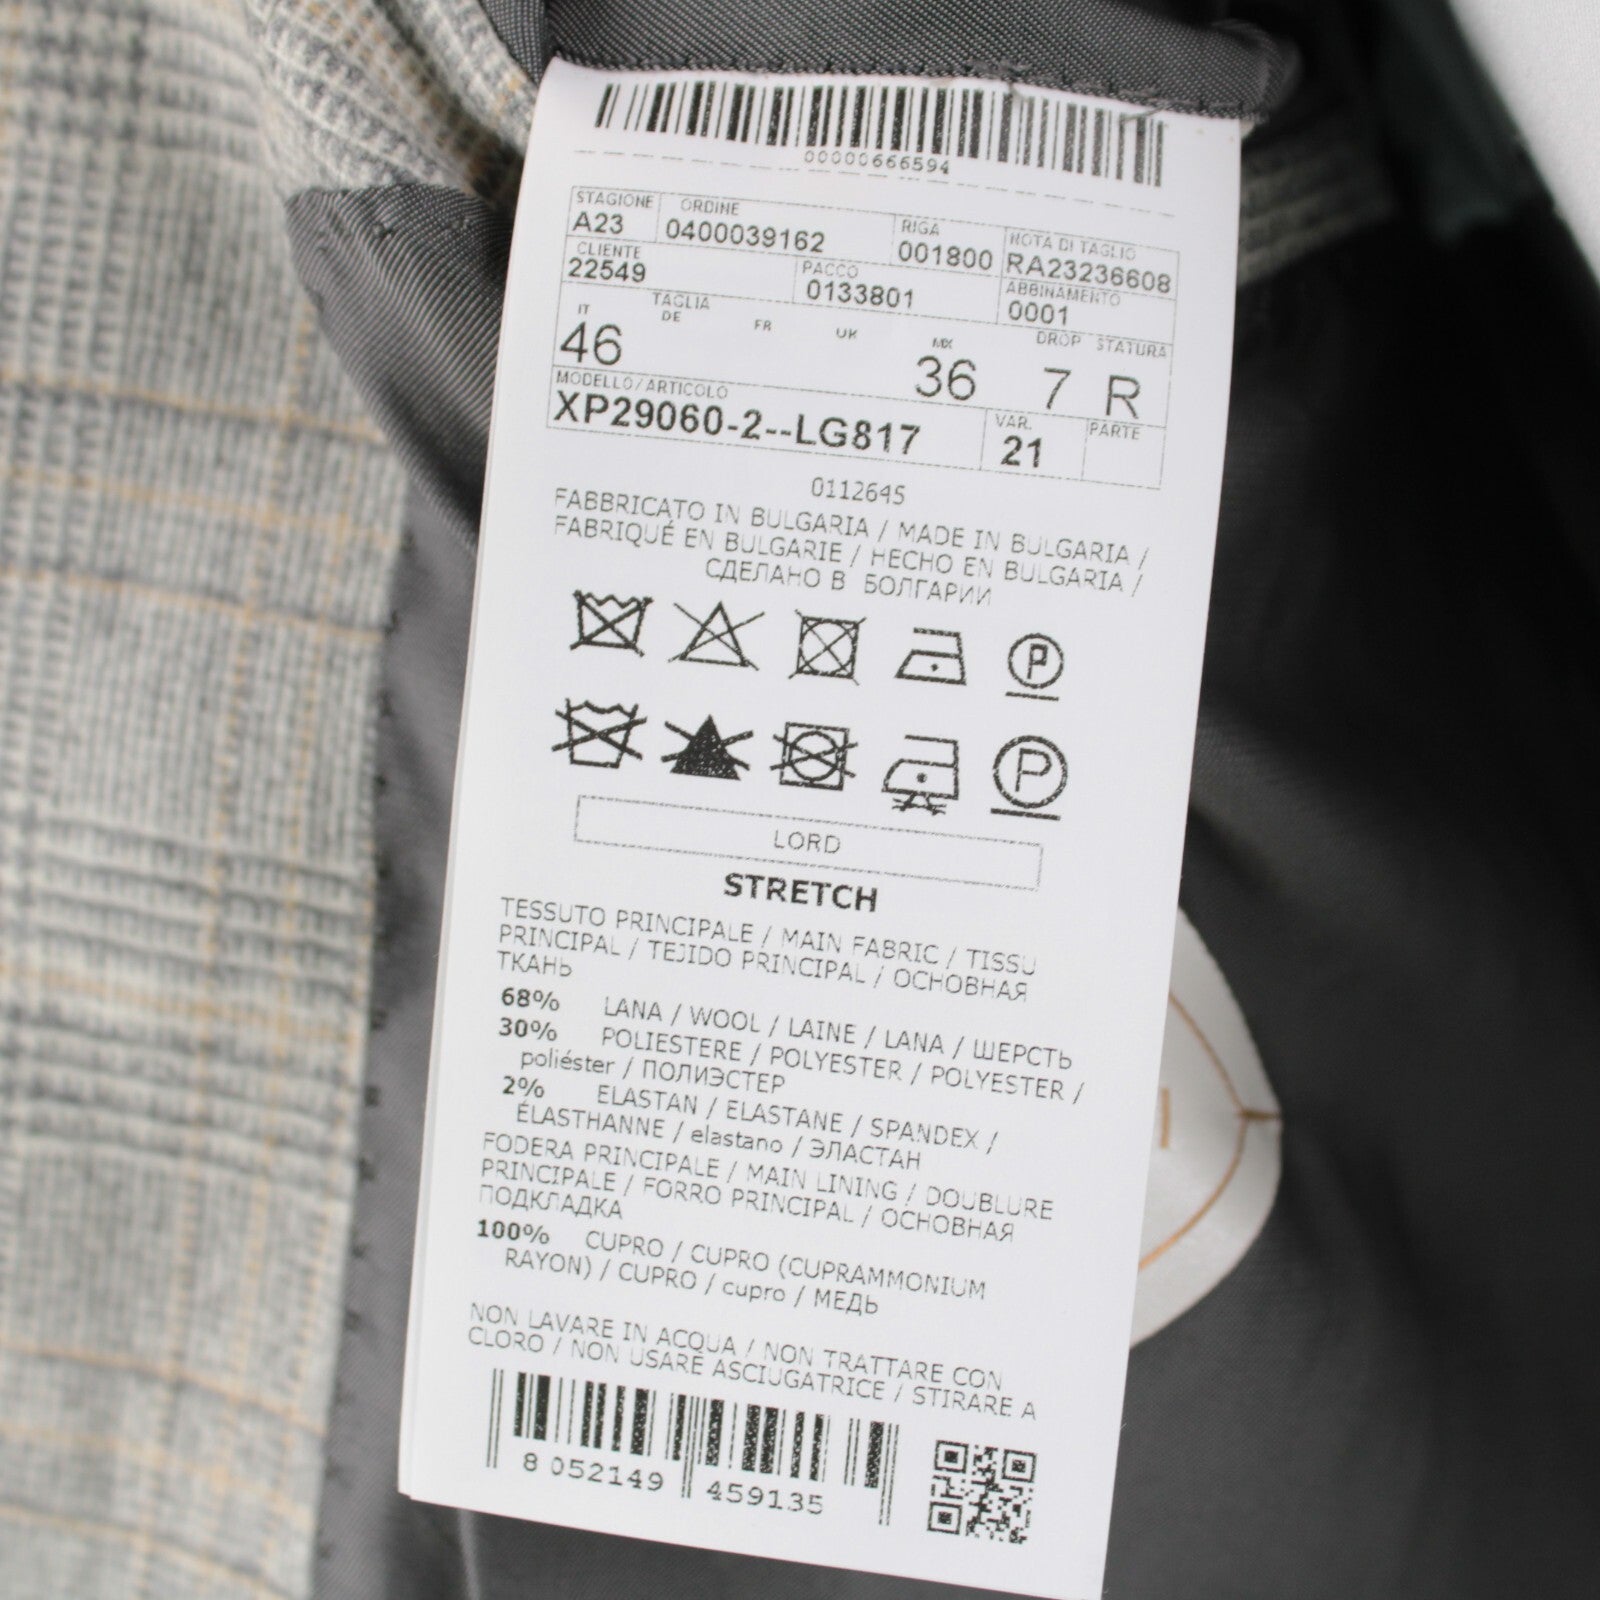 00000666594
STAGIONE ORDINE RIGA NOTA DI TAGLIO
A23 0400039162 001800 RA23236608
CLIENTE PACCO ABBINAMENTO
22549 0133801 0001
TAGLIA
IT DE FR UK MX DROP STATURA
46 36 7 R
MODELLO/ARTICOLO VAR. PARTE
XP29060-2--LG817 21
0112645
FABBRICATO IN BULGARIA / MADE IN BULGARIA /
FABRIQUÉ EN BULGARIE / HECHO EN BULGARIA /
СДЕЛАНО В БОЛГАРИИ
P
P
LORD
STRETCH
TESSUTO PRINCIPALE / MAIN FABRIC / TISSU
PRINCIPAL / TEJIDO PRINCIPAL / ОСНОВНАЯ
ТКАНЬ
68% LANA / WOOL / LAINE / LANA / ШЕРСТЬ
30% POLIESTERE / POLYESTER / POLYESTER /
poliéster / ПОЛИЭСТЕР
2% ELASTAN / ELASTANE / SPANDEX /
ÉLASTHANNE / elastano / ЭЛАСТАН
FODERA PRINCIPALE / MAIN LINING / DOUBLURE
PRINCIPALE / FORRO PRINCIPAL / ОСНОВНАЯ
ПОДКЛАДКА
100% CUPRO / CUPRO (CUPRAMMONIUM
RAYON) / CUPRO / cupro / МЕДЬ
NON LAVARE IN ACQUA / NON TRATTARE CON
CLORO / NON USARE ASCIUGATRICE / STIRARE A
8 052149 459135